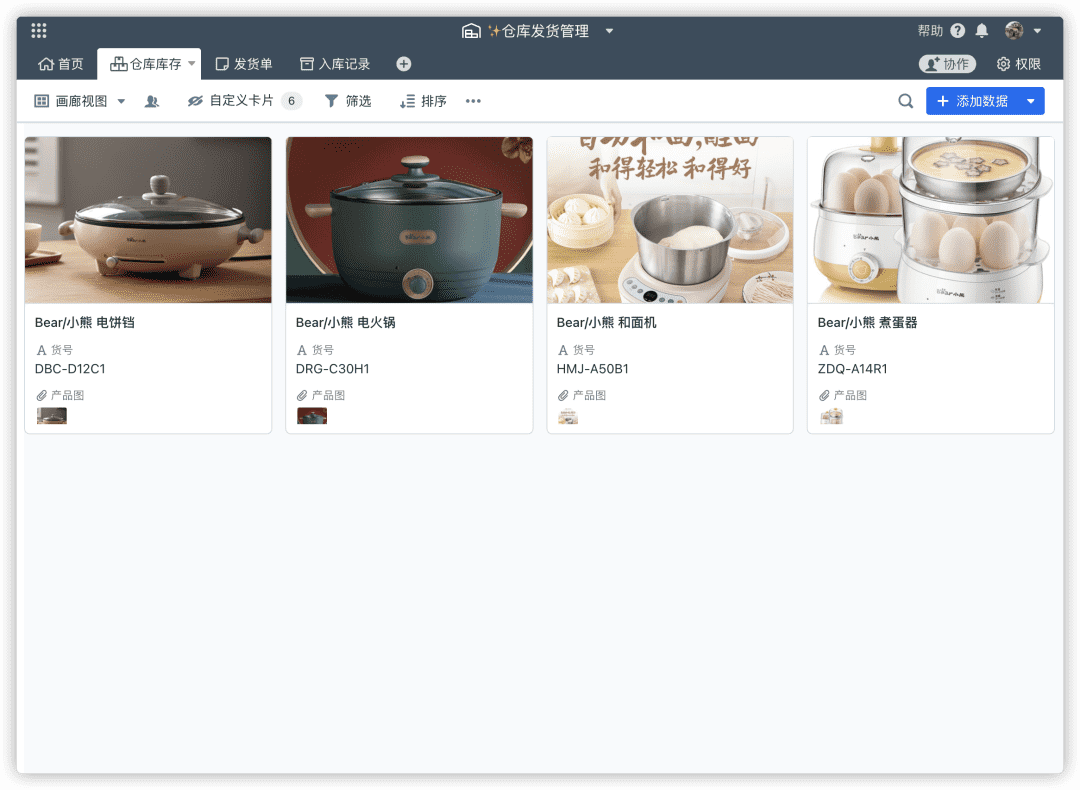 ✨仓库发货管理
帮助
首页
仓库库存
发货单
入库记录
协作
权限
画廊视图
自定义卡片 6
筛选
排序
添加数据
和得轻松 和得好
Bear/小熊 电饼铛
货号
DBC-D12C1
产品图
Bear/小熊 电火锅
货号
DRG-C30H1
产品图
Bear/小熊 和面机
货号
HMJ-A50B1
产品图
Bear/小熊 煮蛋器
货号
ZDQ-A14R1
产品图